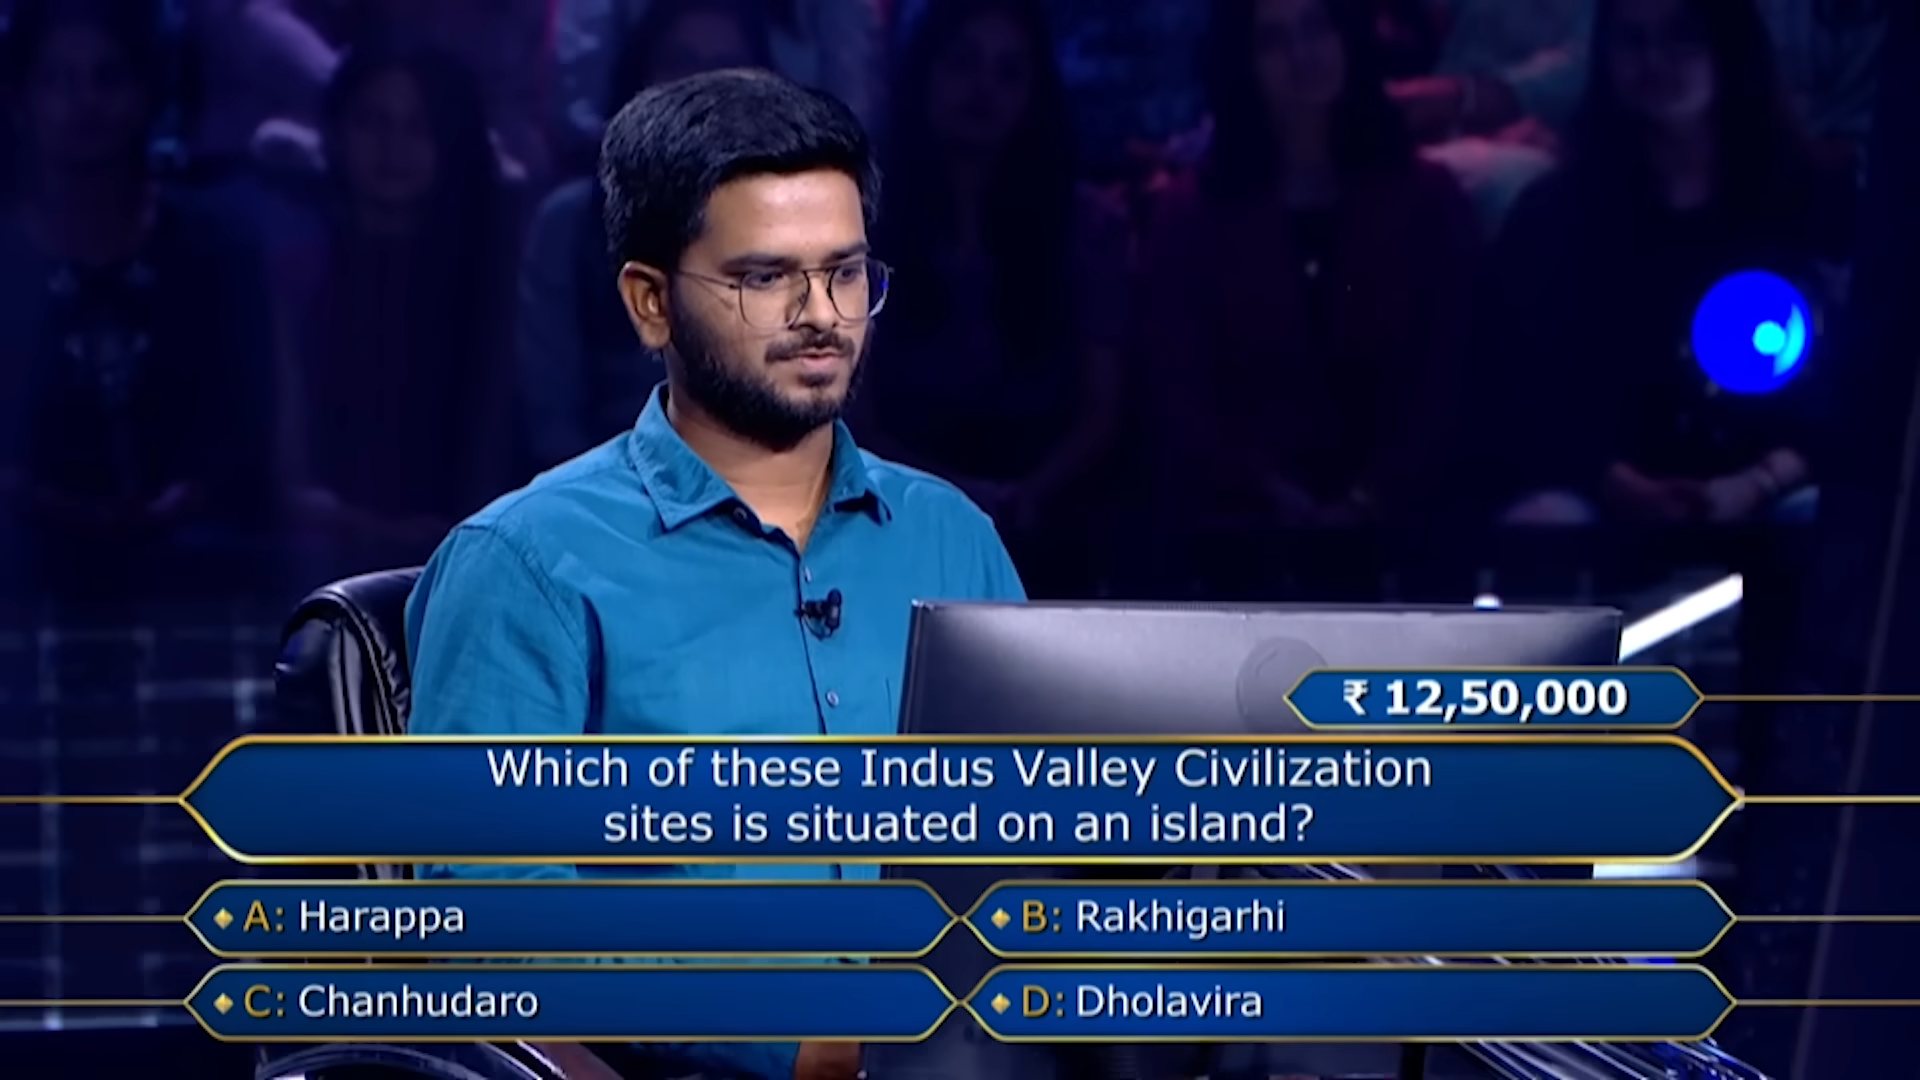 ₹ 12,50,000
Which of these Indus Valley Civilization
sites is situated on an island?
A: Harappa
B: Rakhigarhi
C: Chanhudaro
D: Dholavira